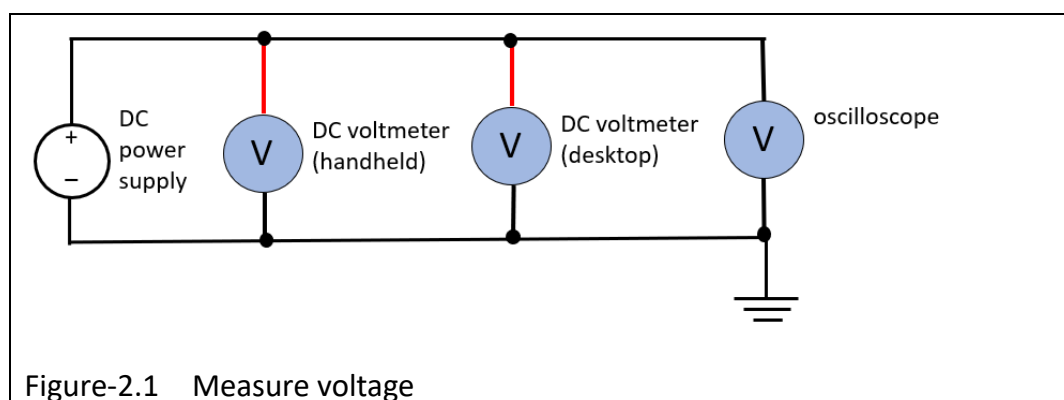 +
−
DC
power
supply
V
DC voltmeter
(handheld)
V
DC voltmeter
(desktop)
V
oscilloscope
Figure-2.1 Measure voltage